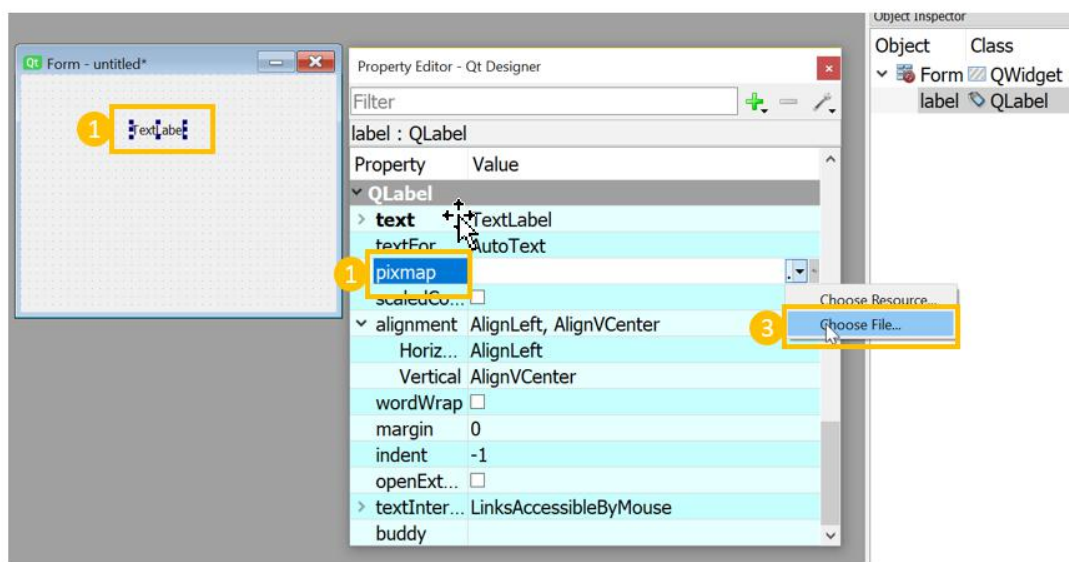 Form - untitled*
1
TextLabel
Property Editor - Qt Designer
Filter
label : QLabel
Property Value
QLabel
text TextLabel
textFor... AutoText
1 pixmap
scaledCo...
alignment AlignLeft, AlignVCenter
Horiz... AlignLeft
Vertical AlignVCenter
wordWrap
margin 0
indent -1
openExt...
textInter... LinksAccessibleByMouse
buddy
Choose Resource...
3 Choose File...
Object Inspector
Object Class
Form QWidget
label QLabel